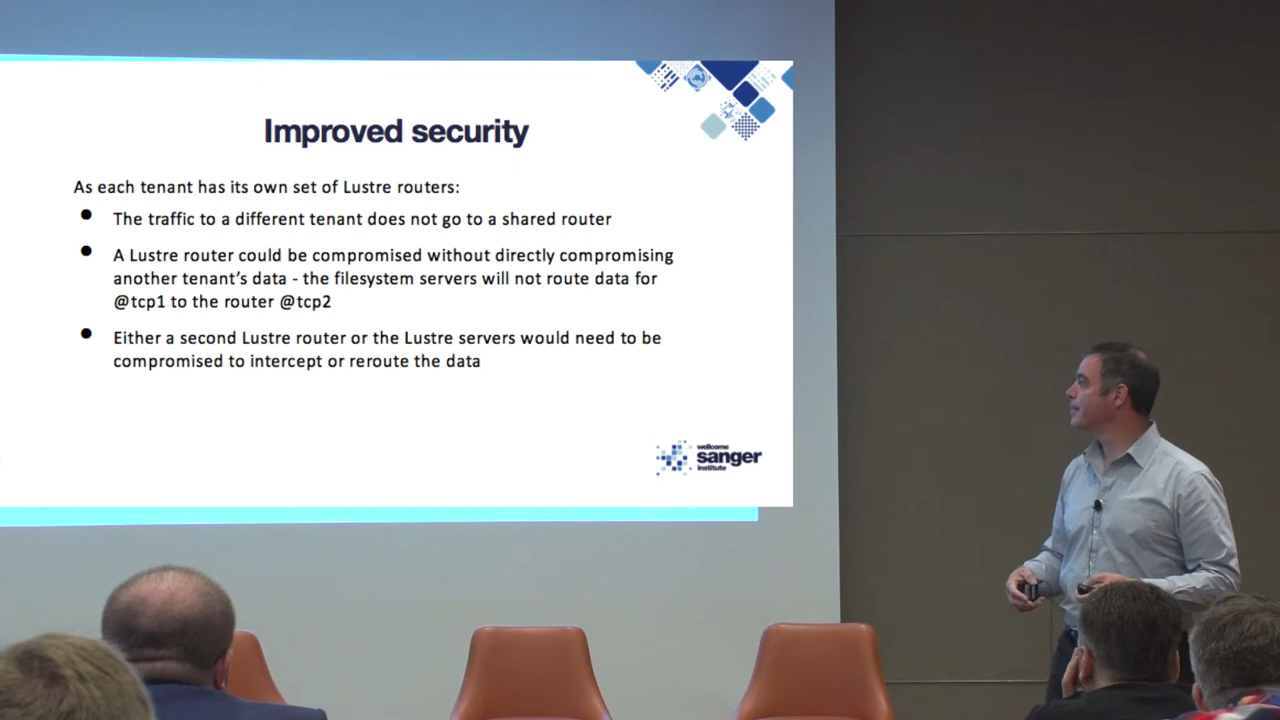 Improved security
As each tenant has its own set of Lustre routers:
● The traffic to a different tenant does not go to a shared router
● A Lustre router could be compromised without directly compromising
another tenant’s data - the filesystem servers will not route data for
@tcp1 to the router @tcp2
● Either a second Lustre router or the Lustre servers would need to be
compromised to intercept or reroute the data
wellcome
sanger
institute